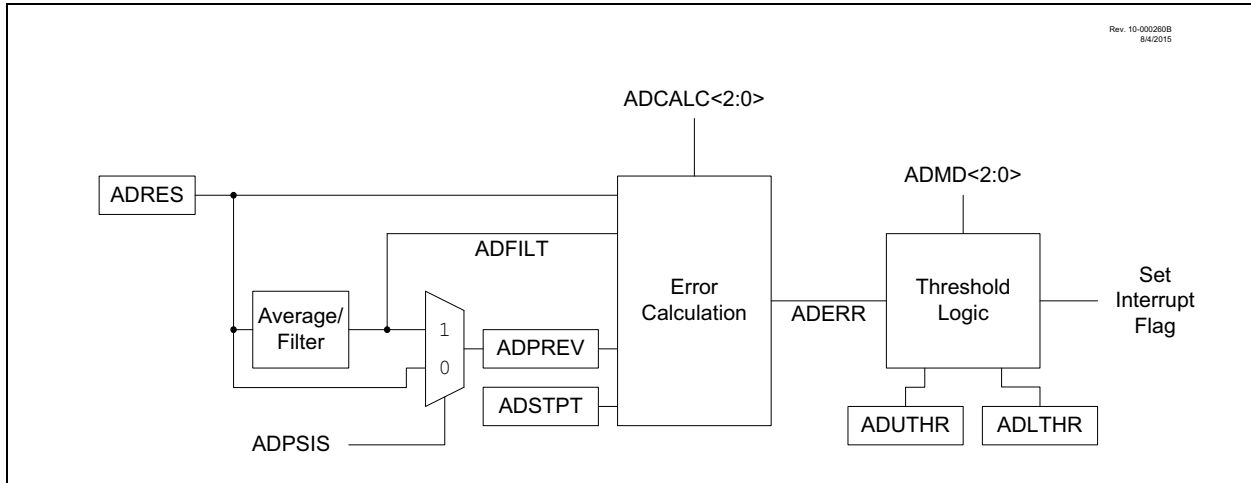 Rev. 10-000260B
8/4/2015
ADCALC<2:0>
ADMD<2:0>
ADRES
ADFILT
Average/
Filter
1
0
ADPREV
ADSTPT
ADPSIS
Error
Calculation
ADERR
Threshold
Logic
Set
Interrupt
Flag
ADUTHR
ADLTHR